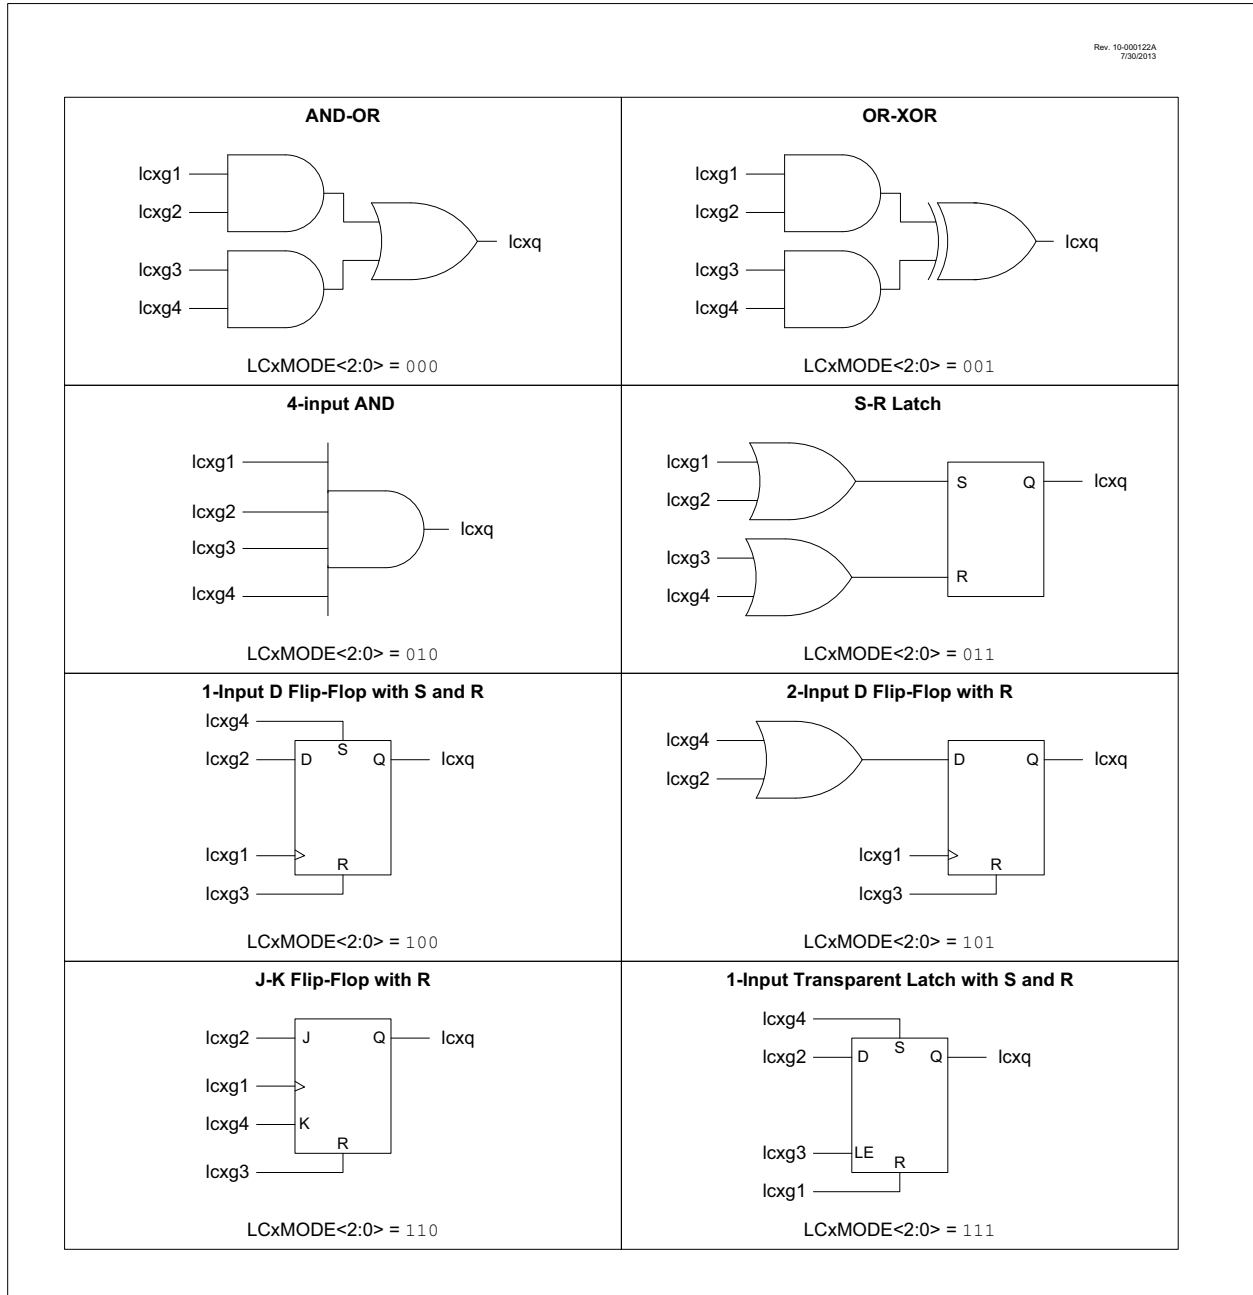 Rev. 10-000122A
7/30/2013
AND-OR
lcxg1
lcxg2
lcxg3
lcxg4
lcxq
LCxMODE<2:0> = 000
OR-XOR
lcxg1
lcxg2
lcxg3
lcxg4
lcxq
LCxMODE<2:0> = 001
4-input AND
lcxg1
lcxg2
lcxg3
lcxg4
lcxq
LCxMODE<2:0> = 010
S-R Latch
lcxg1
lcxg2
lcxg3
lcxg4
S Q lcxq
R
LCxMODE<2:0> = 011
1-Input D Flip-Flop with S and R
lcxg4
S
lcxg2 D Q lcxq
lcxg1
R
lcxg3
LCxMODE<2:0> = 100
2-Input D Flip-Flop with R
lcxg4
lcxg2
D Q lcxq
lcxg1
R
lcxg3
LCxMODE<2:0> = 101
J-K Flip-Flop with R
lcxg2 J Q lcxq
lcxg1
lcxg4 K
R
lcxg3
LCxMODE<2:0> = 110
1-Input Transparent Latch with S and R
lcxg4
S
lcxg2 D Q lcxq
lcxg3 LE
R
lcxg1
LCxMODE<2:0> = 111